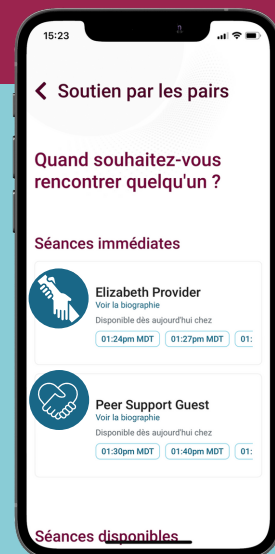 15:23
Soutien par les pairs
Quand souhaitez-vous
rencontrer quelqu'un ?
Séances immédiates
Elizabeth Provider
Voir la biographie
Disponible dès aujourd'hui chez
01:24pm MDT 01:27pm MDT 01:
Peer Support Guest
Voir la biographie
Disponible dès aujourd'hui chez
01:30pm MDT 01:40pm MDT 01:
Séances disponibles